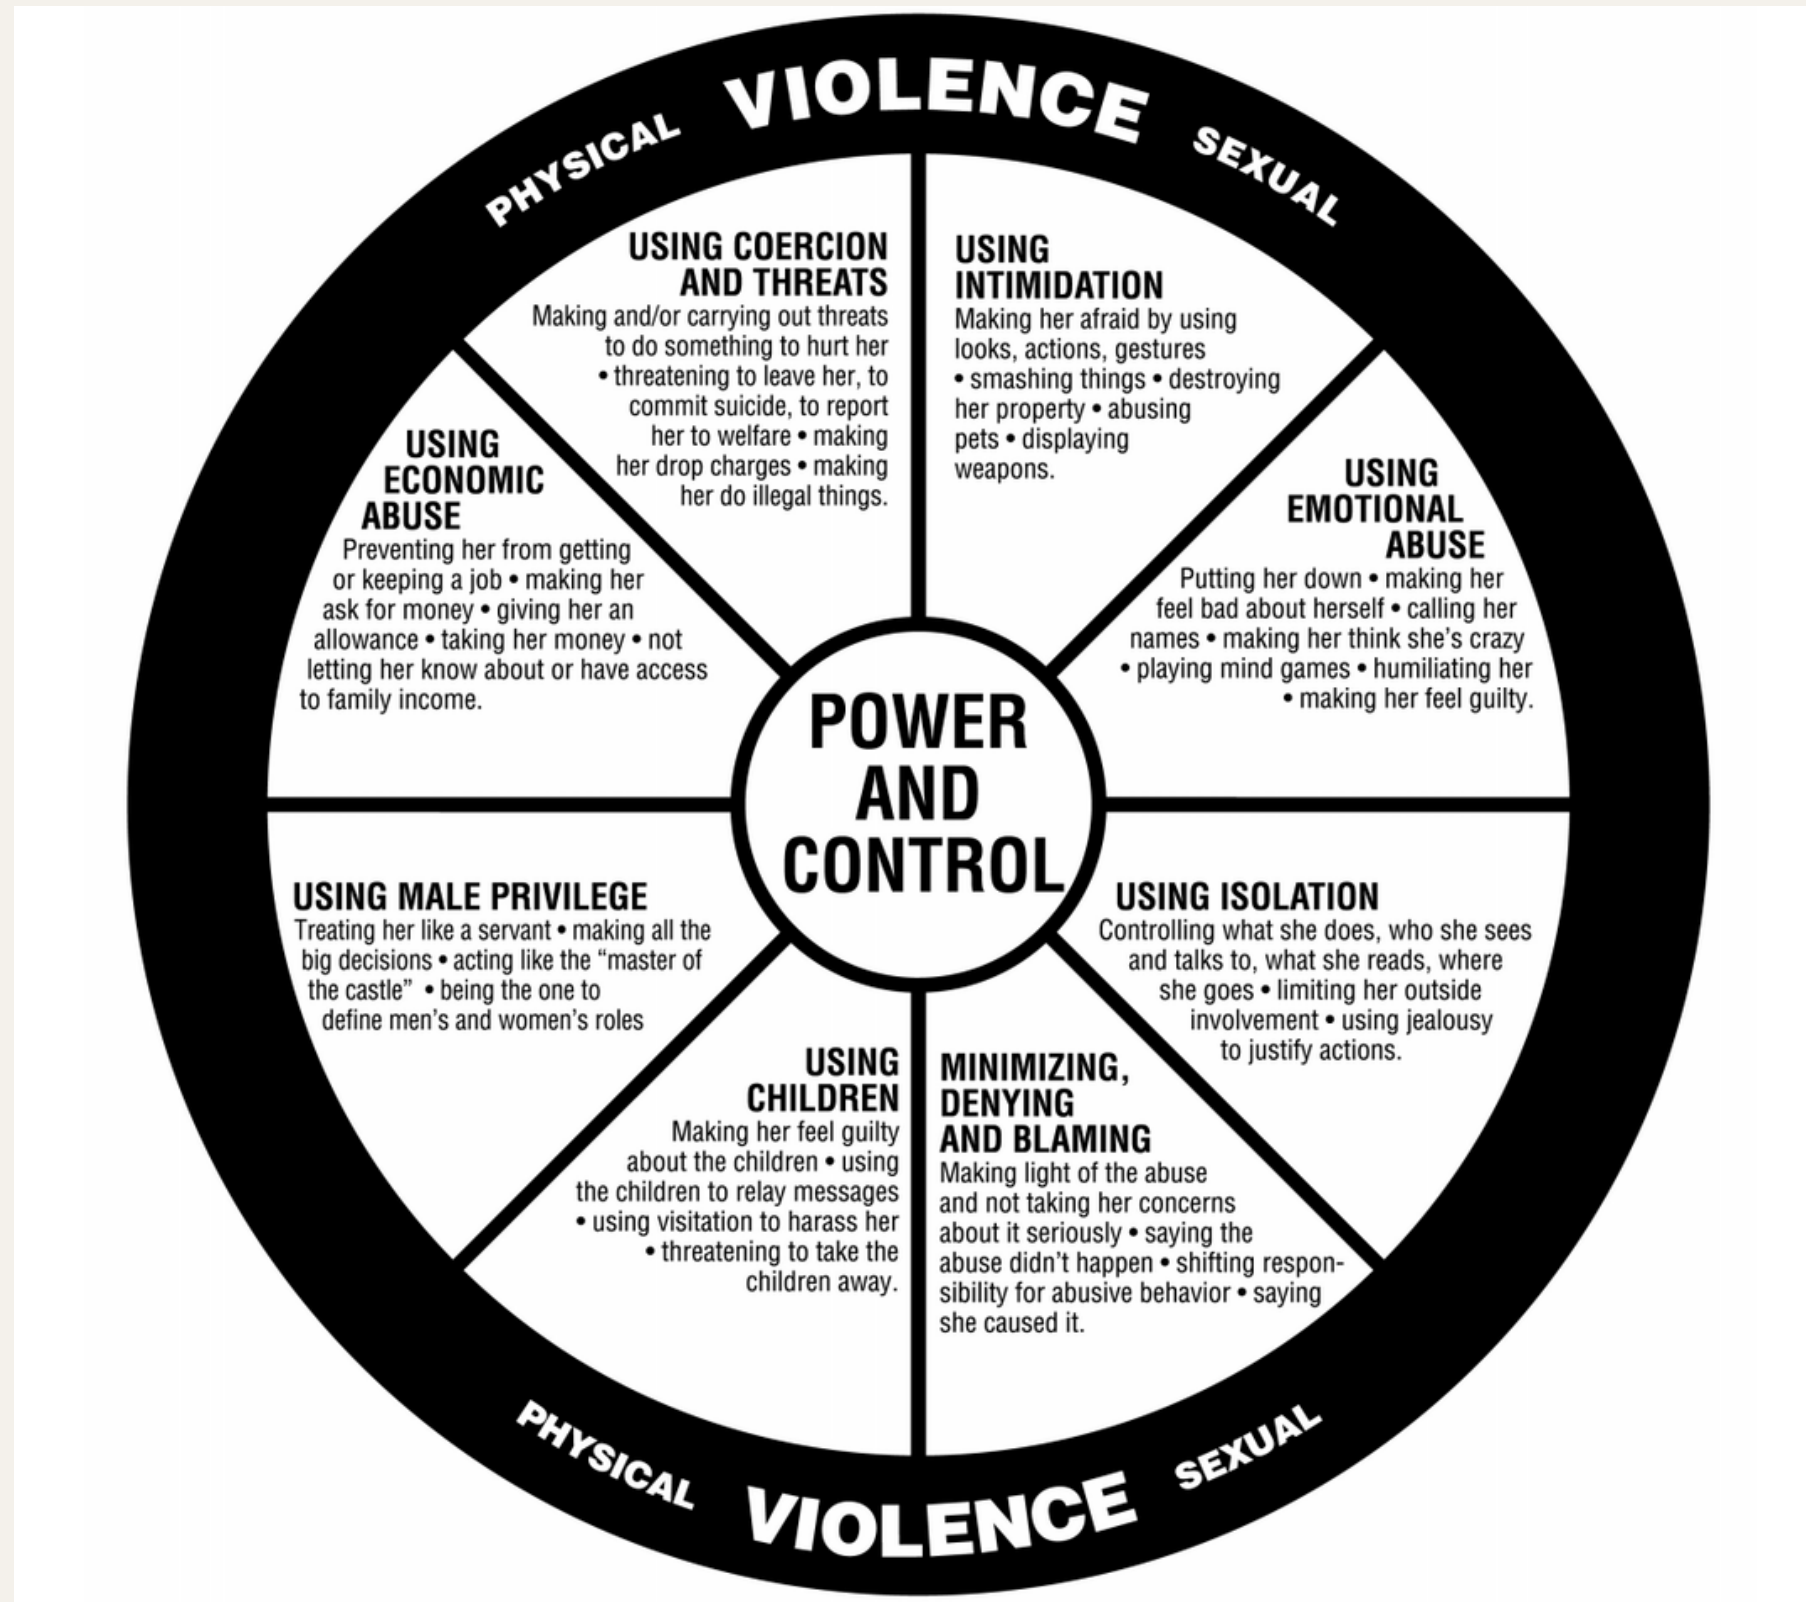 PHYSICAL VIOLENCE SEXUAL
USING COERCION
AND THREATS
Making and/or carrying out threats
to do something to hurt her
• threatening to leave her, to
commit suicide, to report
her to welfare • making
her drop charges • making
her do illegal things.
USING
INTIMIDATION
Making her afraid by using
looks, actions, gestures
• smashing things • destroying
her property • abusing
pets • displaying
weapons.
USING
ECONOMIC
ABUSE
Preventing her from getting
or keeping a job • making her
ask for money • giving her an
allowance • taking her money • not
letting her know about or have access
to family income.
USING
EMOTIONAL
ABUSE
Putting her down • making her
feel bad about herself • calling her
names • making her think she’s crazy
• playing mind games • humiliating her
• making her feel guilty.
POWER
AND
CONTROL
USING MALE PRIVILEGE
Treating her like a servant • making all the
big decisions • acting like the “master of
the castle” • being the one to
define men’s and women’s roles
USING ISOLATION
Controlling what she does, who she sees
and talks to, what she reads, where
she goes • limiting her outside
involvement • using jealousy
to justify actions.
USING
CHILDREN
Making her feel guilty
about the children • using
the children to relay messages
• using visitation to harass her
• threatening to take the
children away.
MINIMIZING,
DENYING
AND BLAMING
Making light of the abuse
and not taking her concerns
about it seriously • saying the
abuse didn’t happen • shifting respon-
sibility for abusive behavior • saying
she caused it.
PHYSICAL VIOLENCE SEXUAL